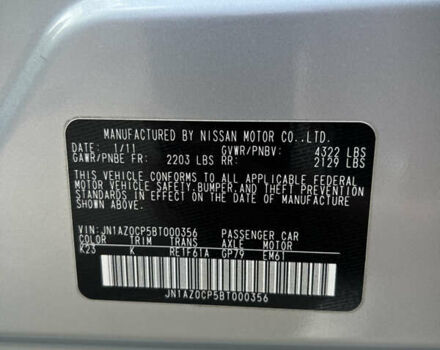 MANUFACTURED BY NISSAN MOTOR CO.,LTD.
DATE: 1/11 GVWR/PNBV: 4322 LBS
GAWR/PNBE FR: 2203 LBS RR: 2129 LBS
THIS VEHICLE CONFORMS TO ALL APPLICABLE FEDERAL
MOTOR VEHICLE SAFETY,BUMPER,AND THEFT PREVENTION
STANDARDS IN EFFECT ON THE DATE OF MANUFACTURE
SHOWN ABOVE.
VIN: JN1AZ0CP5BT000356 PASSENGER CAR
COLOR TRIM TRANS AXLE MOTOR
K23 K RE1F61A GP79 EM61
JN1AZ0CP5BT000356